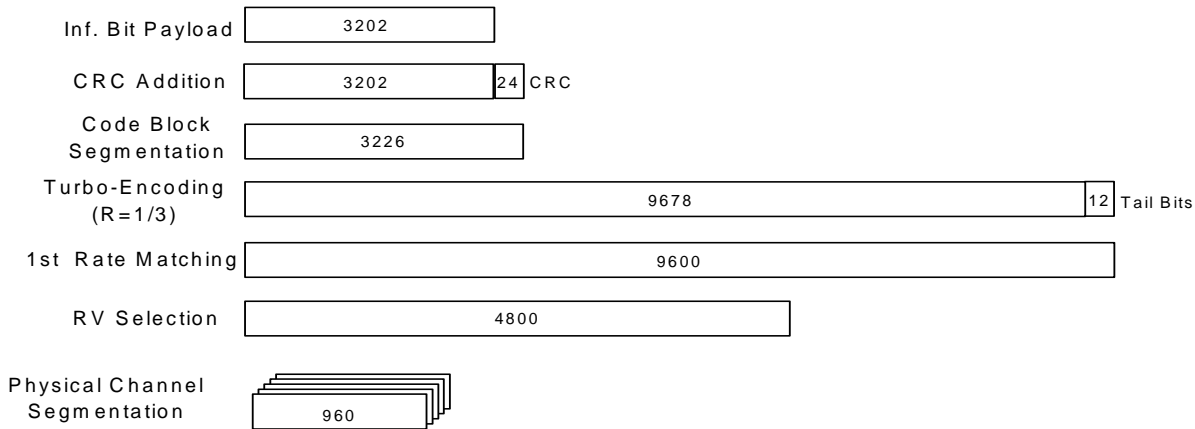 Inf. Bit Payload 3202
CRC Addition 3202 24 CRC
Code Block
Segmentation 3226
Turbo-Encoding
(R=1/3) 9678 12 Tail Bits
1st Rate Matching 9600
RV Selection 4800
Physical Channel
Segmentation 960